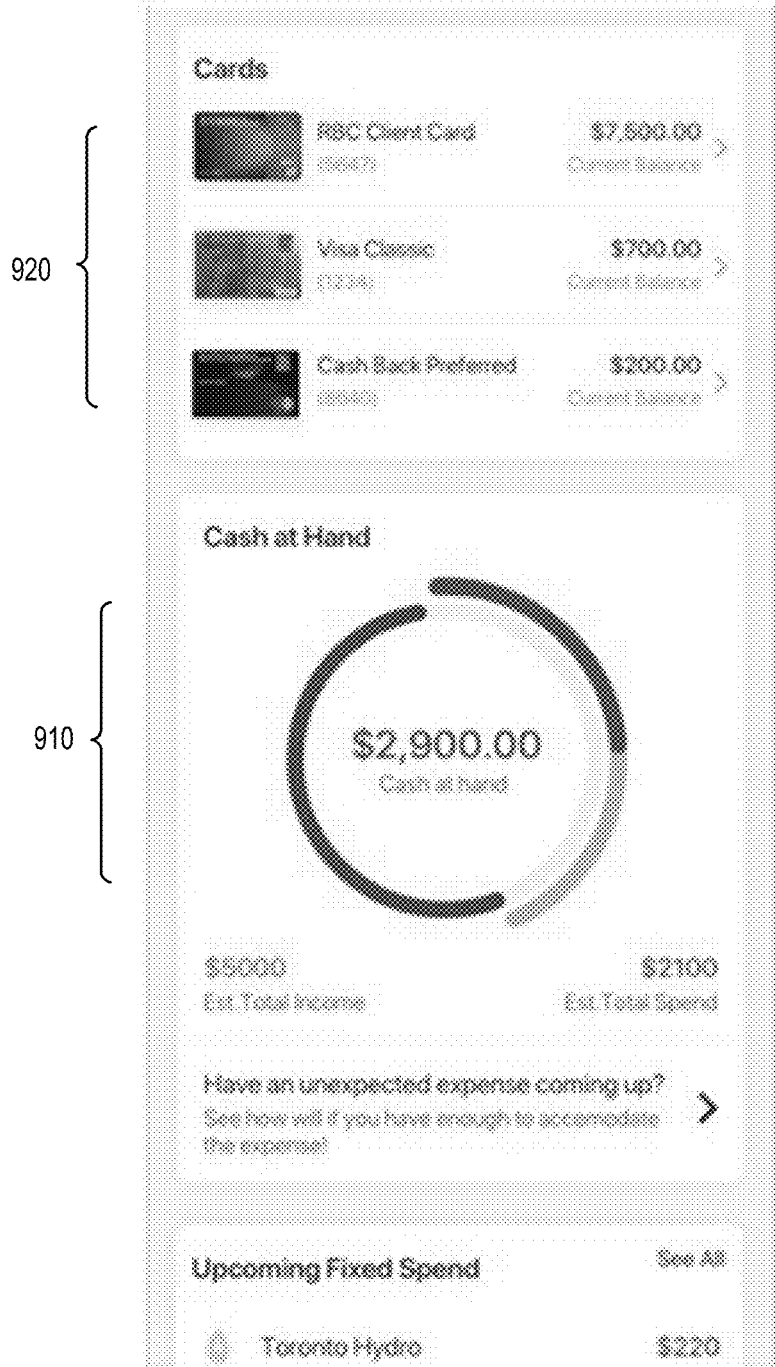 Cards
RBC Client Card $7,500.00
(9647) Current Balance
920
Visa Classic $700.00
(1234) Current Balance
Cash Back Preferred $200.00
Current Balance
Cash at Hand
910
$2,900.00
Cash at hand
$5000 $2100
Est.Total Income Est.Total Spend
Have an unexpected expense coming up?
See how will if you have enough to accomodate
the expense!
Upcoming Fixed Spend See All
Toronto Hydro $220